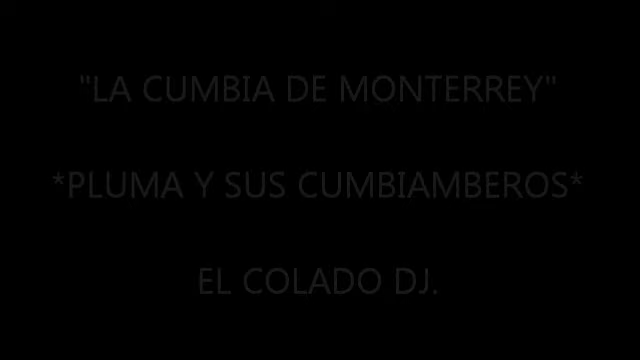 "LA CUMBIA DE MONTERREY"
*PLUMA Y SUS CUMBIAMBEROS*
EL COLADO DJ.